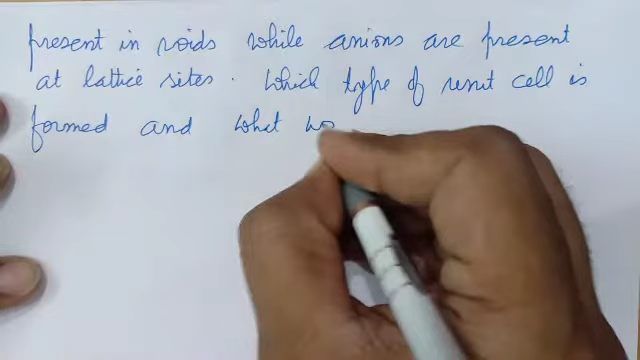 present in voids while anions are present
at lattice sites. Which type of unit cell is
formed and what wo